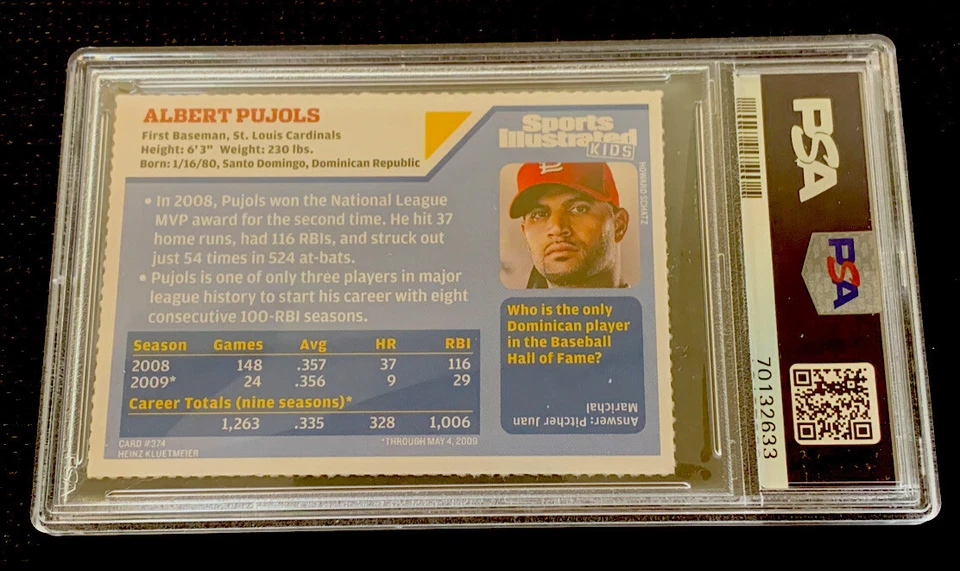 ALBERT PUJOLS
First Baseman, St. Louis Cardinals
Height: 6'3" Weight: 230 lbs.
Born: 1/16/80, Santo Domingo, Dominican Republic
Sports
Illustrated
KIDS
HOWARD SCHATZ
• In 2008, Pujols won the National League
MVP award for the second time. He hit 37
home runs, had 116 RBIs, and struck out
just 54 times in 524 at-bats.
• Pujols is one of only three players in major
league history to start his career with eight
consecutive 100-RBI seasons.
Season Games Avg HR RBI
2008 148 .357 37 116
2009* 24 .356 9 29
Career Totals (nine seasons)*
1,263 .335 328 1,006
CARD #374
HEINZ KLUETMEIER
*THROUGH MAY 4, 2009
Who is the only
Dominican player
in the Baseball
Hall of Fame?
Answer: Pitcher Juan
Marichal
PSA
PSA
70132633